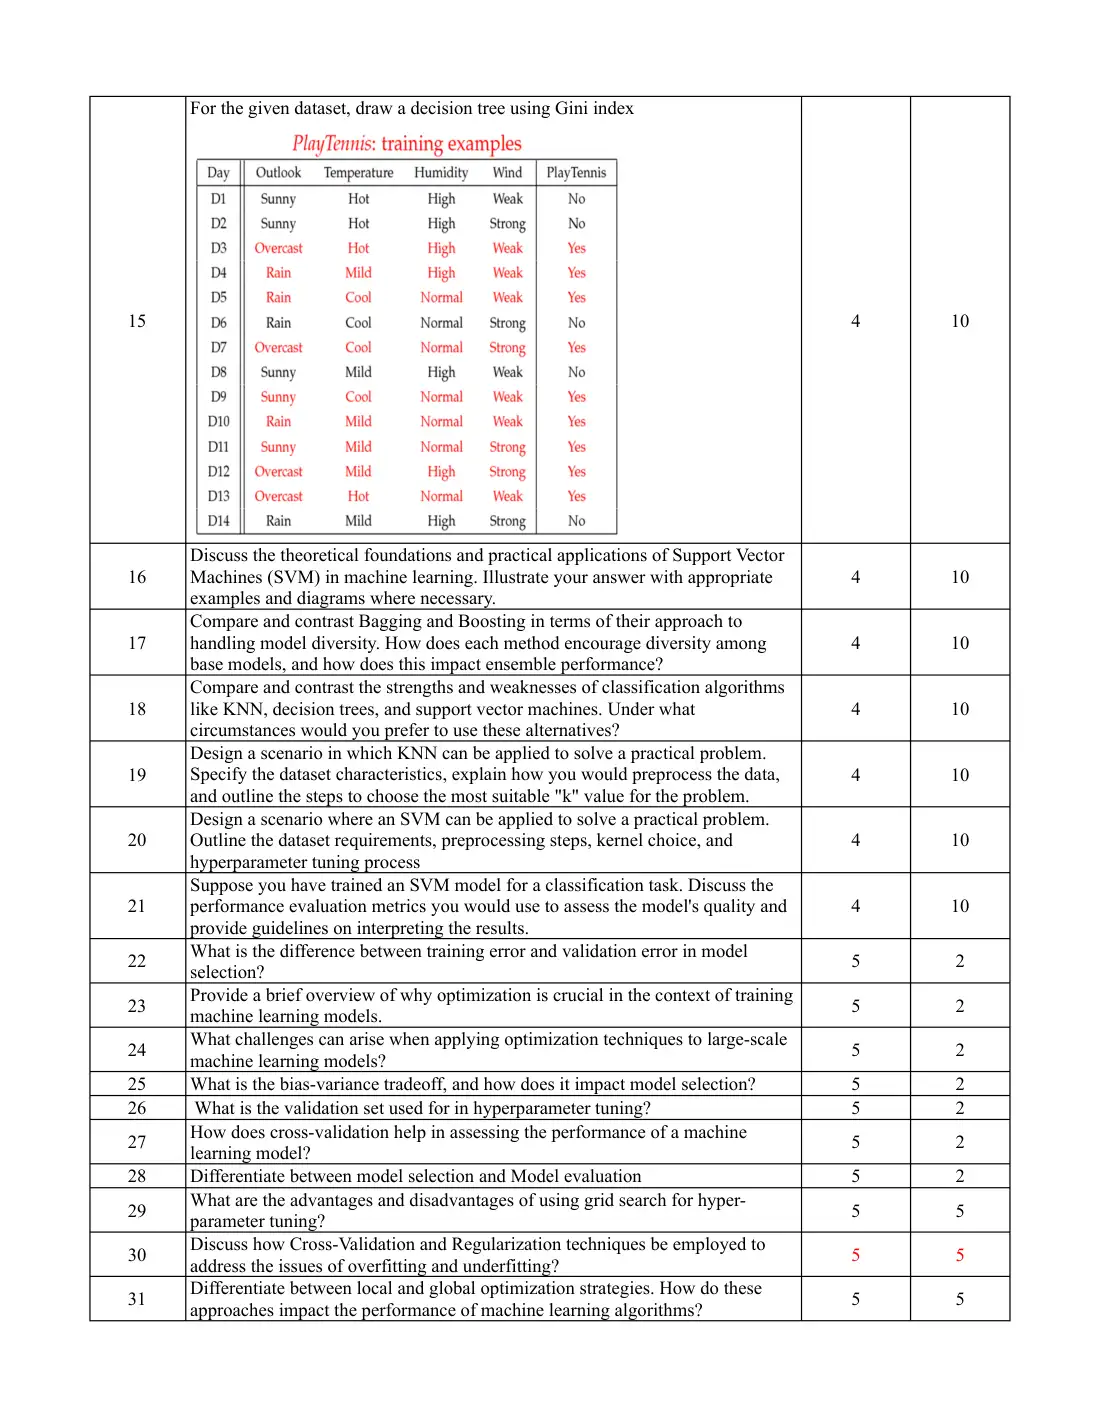 For the given dataset, draw a decision tree using Gini index
PlayTennis: training examples
Day Outlook Temperature Humidity Wind PlayTennis
D1 Sunny Hot High Weak No
D2 Sunny Hot High Strong No
D3 Overcast Hot High Weak Yes
D4 Rain Mild High Weak Yes
D5 Rain Cool Normal Weak Yes
15 D6 Rain Cool Normal Strong No 4 10
D7 Overcast Cool Normal Strong Yes
D8 Sunny Mild High Weak No
D9 Sunny Cool Normal Weak Yes
D10 Rain Mild Normal Weak Yes
D11 Sunny Mild Normal Strong Yes
D12 Overcast Mild High Strong Yes
D13 Overcast Hot Normal Weak Yes
D14 Rain Mild High Strong No
Discuss the theoretical foundations and practical applications of Support Vector
16 Machines (SVM) in machine learning. Illustrate your answer with appropriate 4 10
examples and diagrams where necessary.
Compare and contrast Bagging and Boosting in terms of their approach to
17 handling model diversity. How does each method encourage diversity among 4 10
base models, and how does this impact ensemble performance?
Compare and contrast the strengths and weaknesses of classification algorithms
18 like KNN, decision trees, and support vector machines. Under what 4 10
circumstances would you prefer to use these alternatives?
Design a scenario in which KNN can be applied to solve a practical problem.
19 Specify the dataset characteristics, explain how you would preprocess the data, 4 10
and outline the steps to choose the most suitable "k" value for the problem.
Design a scenario where an SVM can be applied to solve a practical problem.
20 Outline the dataset requirements, preprocessing steps, kernel choice, and 4 10
hyperparameter tuning process
Suppose you have trained an SVM model for a classification task. Discuss the
21 performance evaluation metrics you would use to assess the model's quality and 4 10
provide guidelines on interpreting the results.
22 What is the difference between training error and validation error in model 5 2
selection?
23 Provide a brief overview of why optimization is crucial in the context of training 5 2
machine learning models.
24 What challenges can arise when applying optimization techniques to large-scale 5 2
machine learning models?
25 What is the bias-variance tradeoff, and how does it impact model selection? 5 2
26 What is the validation set used for in hyperparameter tuning? 5 2
27 How does cross-validation help in assessing the performance of a machine 5 2
learning model?
28 Differentiate between model selection and Model evaluation 5 2
29 What are the advantages and disadvantages of using grid search for hyper- 5 5
parameter tuning?
30 Discuss how Cross-Validation and Regularization techniques be employed to 5 5
address the issues of overfitting and underfitting?
31 Differentiate between local and global optimization strategies. How do these 5 5
approaches impact the performance of machine learning algorithms?